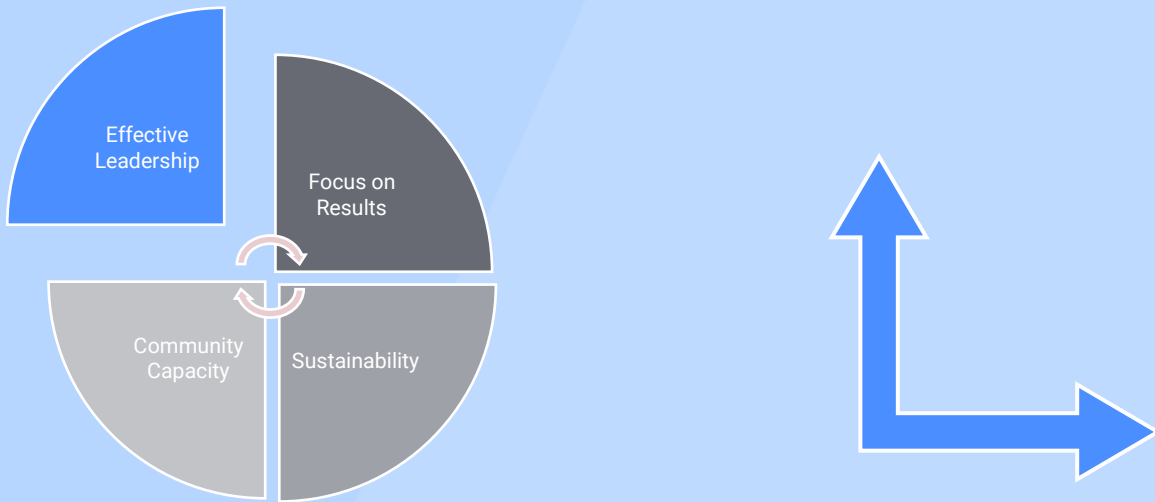 Effective
Leadership
Focus on
Results
Community
Capacity
Sustainability